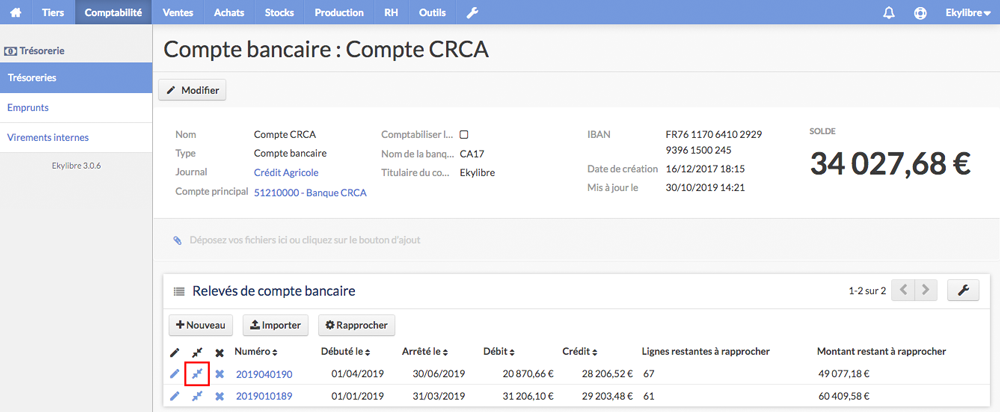 Tiers Comptabilité Ventes Achats Stocks Production RH Outils Ekylibre
Trésorerie
Trésoreries
Emprunts
Virements internes
Ekylibre 3.0.6
Compte bancaire : Compte CRCA
Modifier
Nom Compte CRCA
Type Compte bancaire
Journal Crédit Agricole
Compte principal 51210000 - Banque CRCA
Comptabiliser l...
Nom de la banq... CA17
Titulaire du co... Ekylibre
IBAN FR76 1170 6410 2929
9396 1500 245
Date de création 16/12/2017 18:15
Mis à jour le 30/10/2019 14:21
SOLDE
34 027,68 €
Déposez vos fichiers ici ou cliquez sur le bouton d'ajout
Relevés de compte bancaire 1-2 sur 2
Nouveau Importer Rapprocher
Numéro Débuté le Arrêté le Débit Crédit Lignes restantes à rapprocher Montant restant à rapprocher
2019040190 01/04/2019 30/06/2019 20 870,66 € 28 206,52 € 67 49 077,18 €
2019010189 01/01/2019 31/03/2019 31 206,10 € 29 203,48 € 61 60 409,58 €